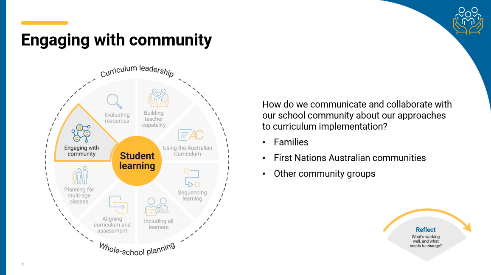 Engaging with community
Curriculum leadership
Evaluating
resources
Building
teacher
capability
Engaging with
community
AC
Using the Australian
Curriculum
Student
learning
Planning for
multi-age
classes
Sequencing
learning
Aligning
curriculum and
assessment
Including all
learners
Whole-school planning
How do we communicate and collaborate with
our school community about our approaches
to curriculum implementation?
• Families
• First Nations Australian communities
• Other community groups
Reflect
What's working
well, and what
needs to change?